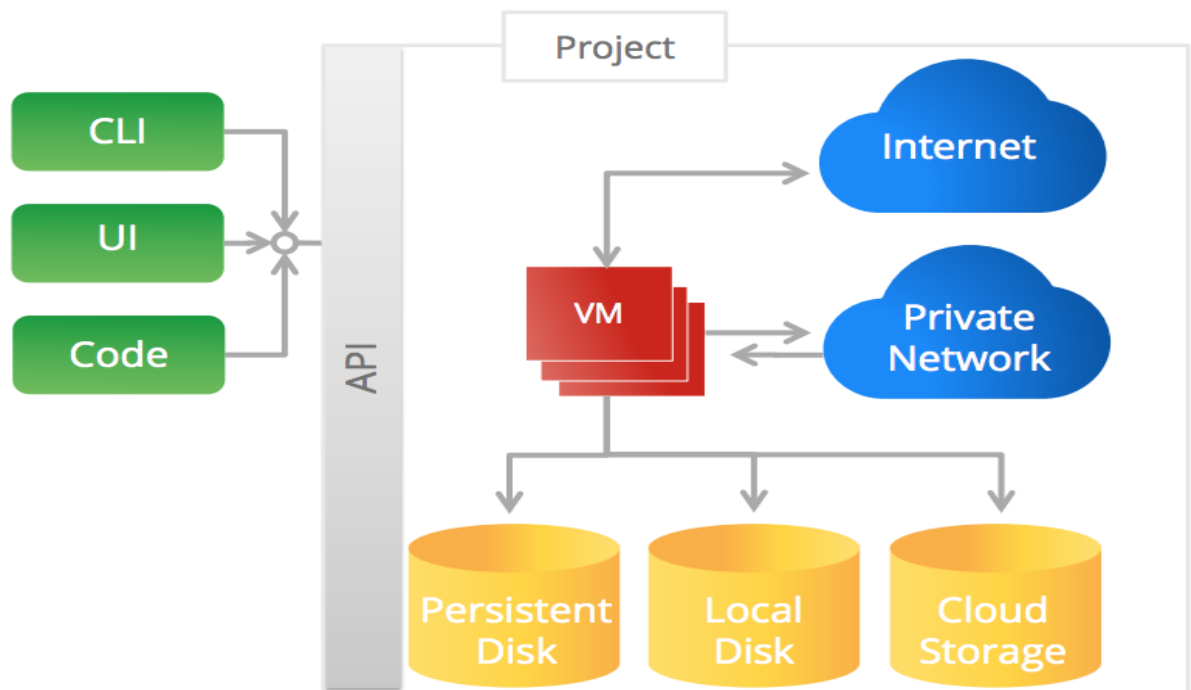 Project
CLI
UI
Code
API
Internet
VM
Private
Network
Persistent
Disk
Local
Disk
Cloud
Storage